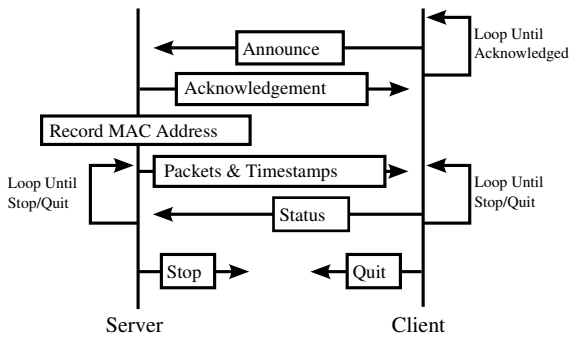 Loop Until
Acknowledged
Announce
Acknowledgement
Record MAC Address
Packets & Timestamps
Loop Until
Stop/Quit
Loop Until
Stop/Quit
Status
Stop
Quit
Server
Client